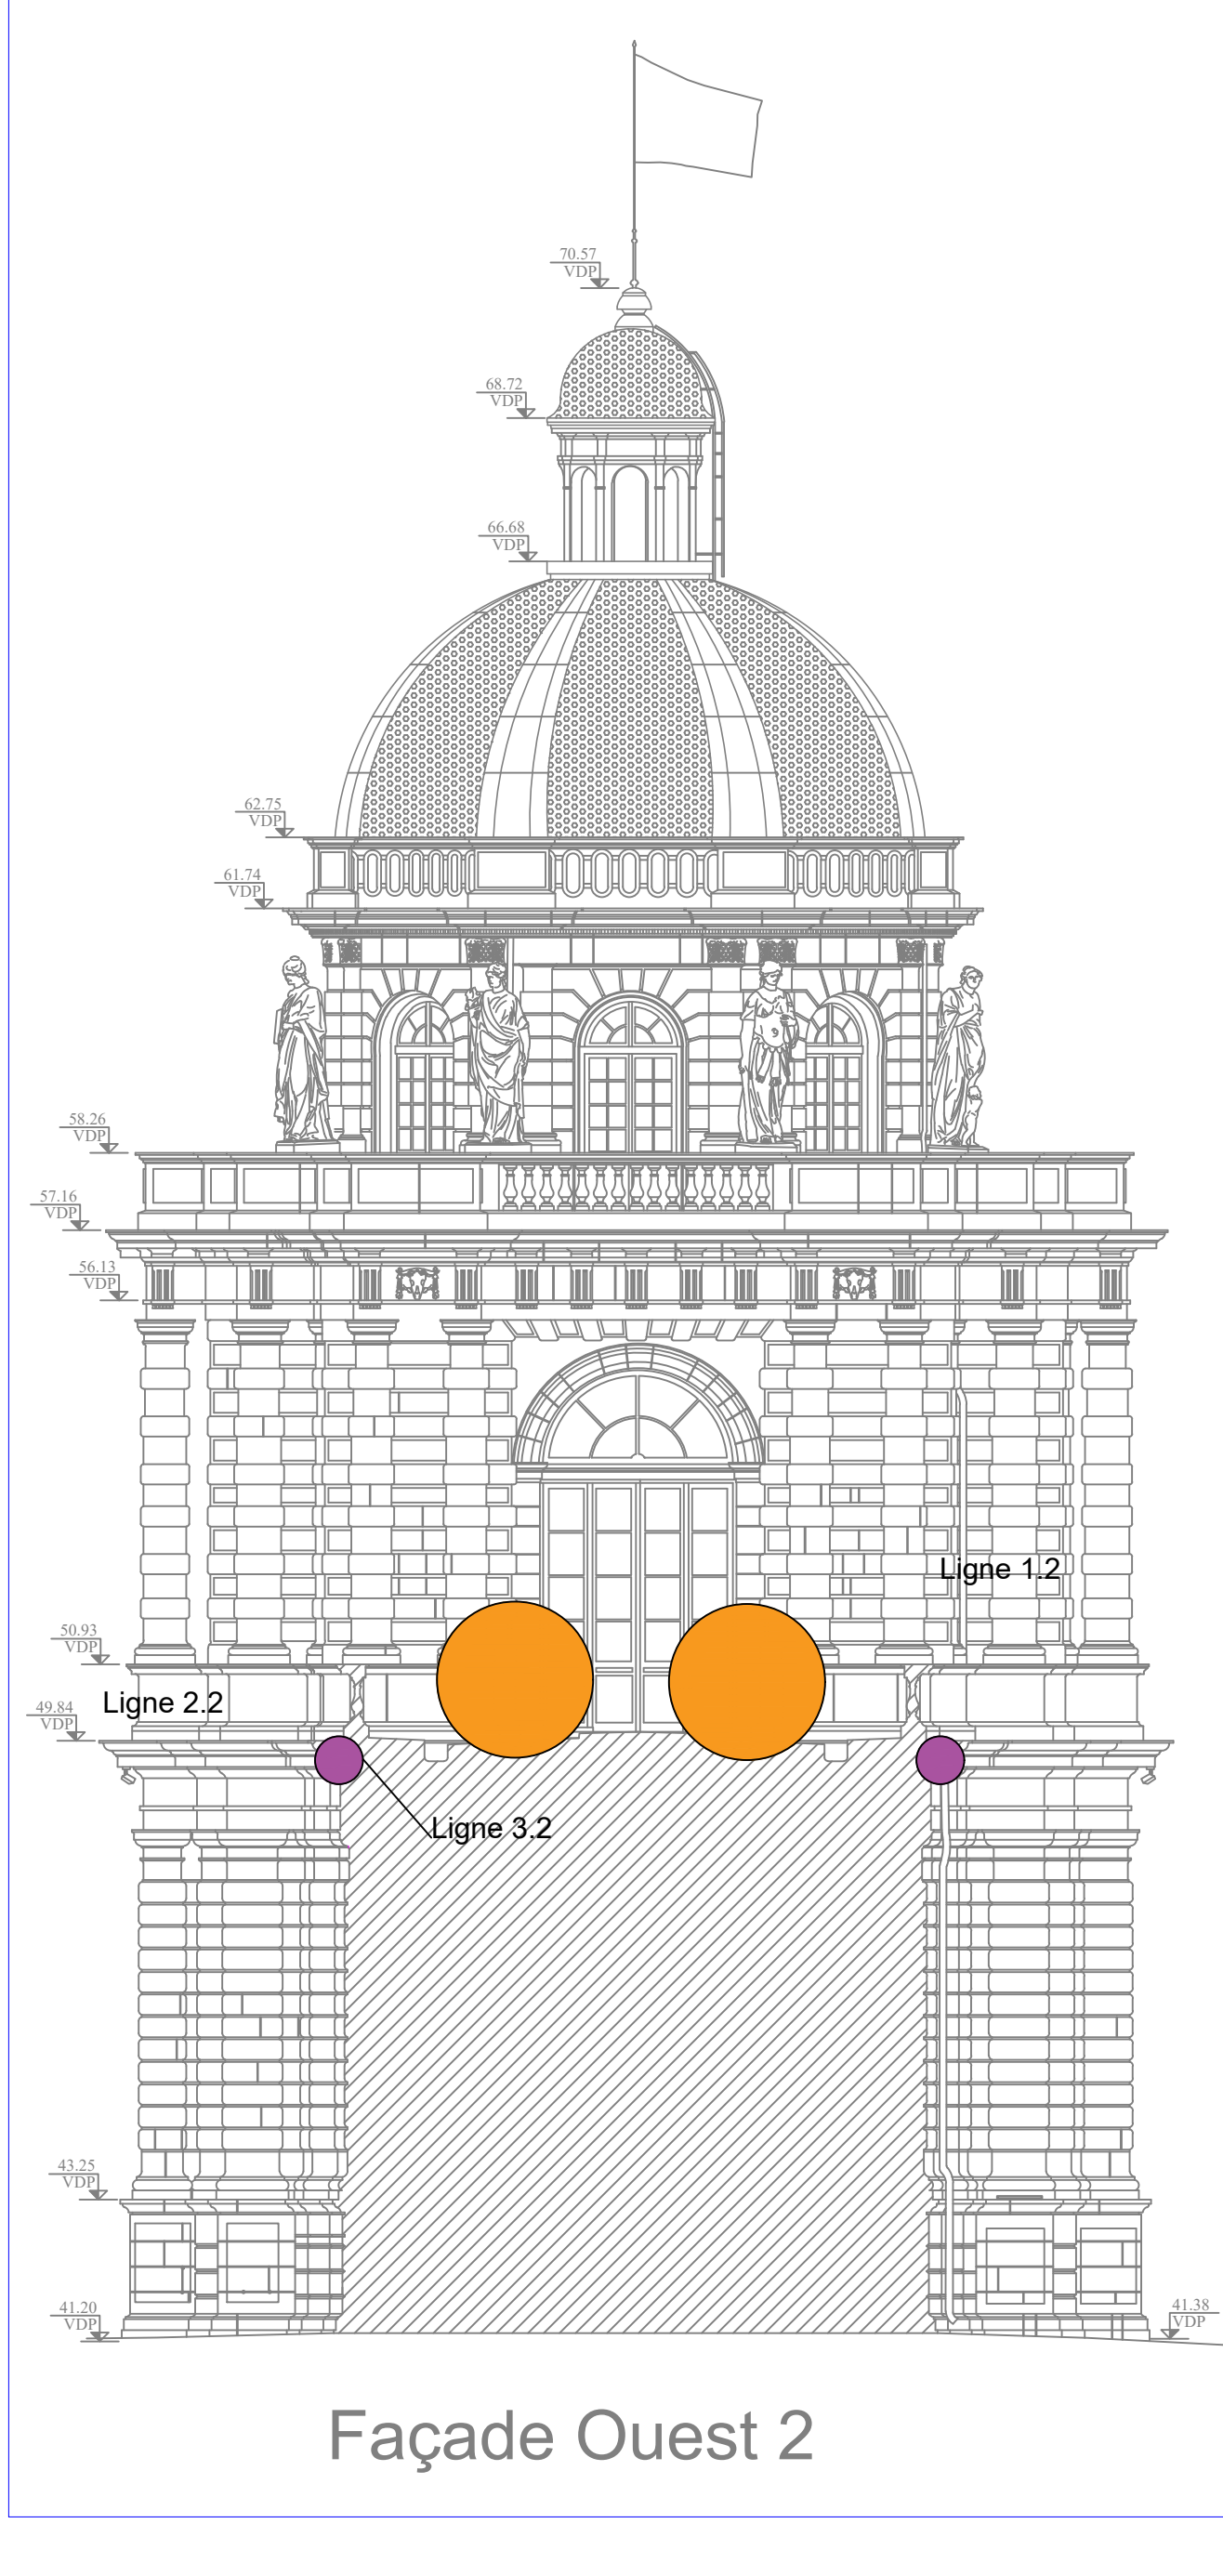 70.57
VDP
68.72
VDP
66.68
VDP
62.75
VDP
61.74
VDP
58.26
VDP
57.16
VDP
56.13
VDP
Ligne 1.2
50.93
VDP
Ligne 2.2
49.84
VDP
Ligne 3.2
43.25
VDP
41.20
VDP
41.38
VDP
Façade Ouest 2